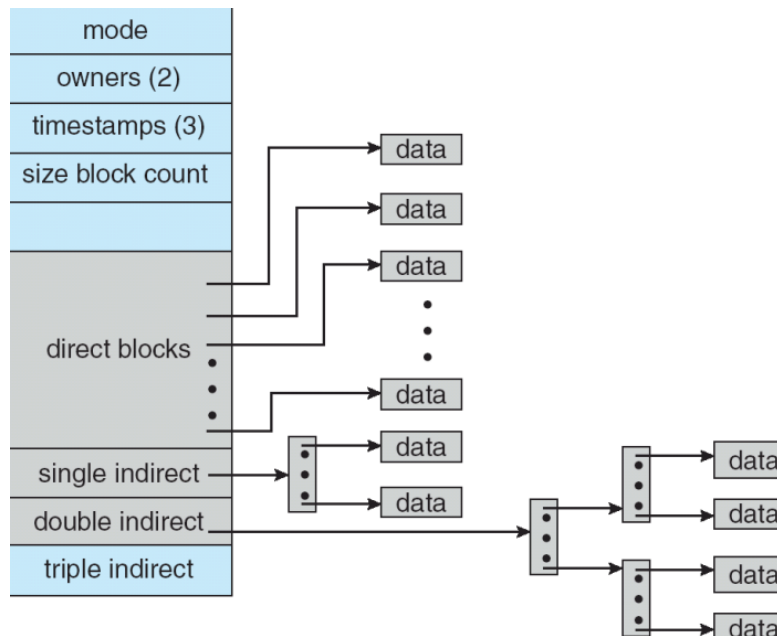 mode
owners (2)
timestamps (3)
size block count
data
data
data
direct blocks
data
data
single indirect
data
data
double indirect
data
triple indirect
data
data